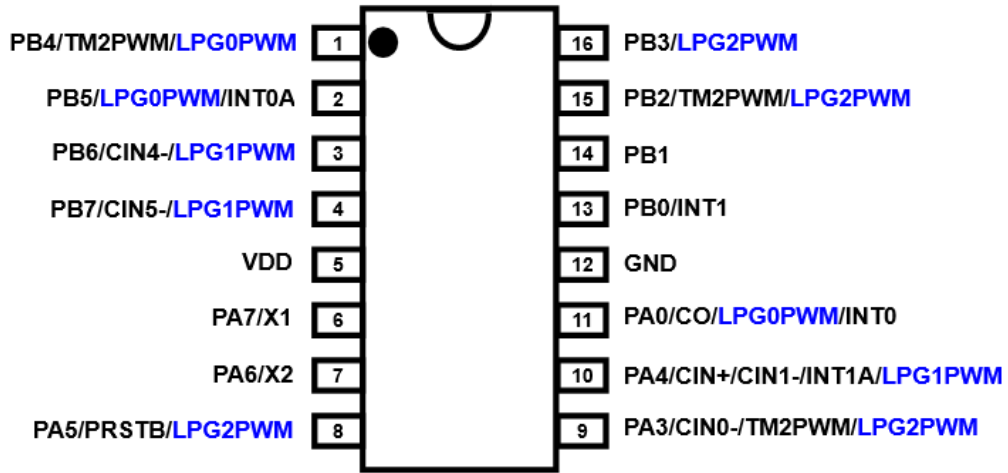 PB4/TM2PWM/LPG0PWM 1 16 PB3/LPG2PWM
PB5/LPG0PWM/INT0A 2 15 PB2/TM2PWM/LPG2PWM
PB6/CIN4-/LPG1PWM 3 14 PB1
PB7/CIN5-/LPG1PWM 4 13 PB0/INT1
VDD 5 12 GND
PA7/X1 6 11 PA0/CO/LPG0PWM/INT0
PA6/X2 7 10 PA4/CIN+/CIN1-/INT1A/LPG1PWM
PA5/PRSTB/LPG2PWM 8 9 PA3/CIN0-/TM2PWM/LPG2PWM